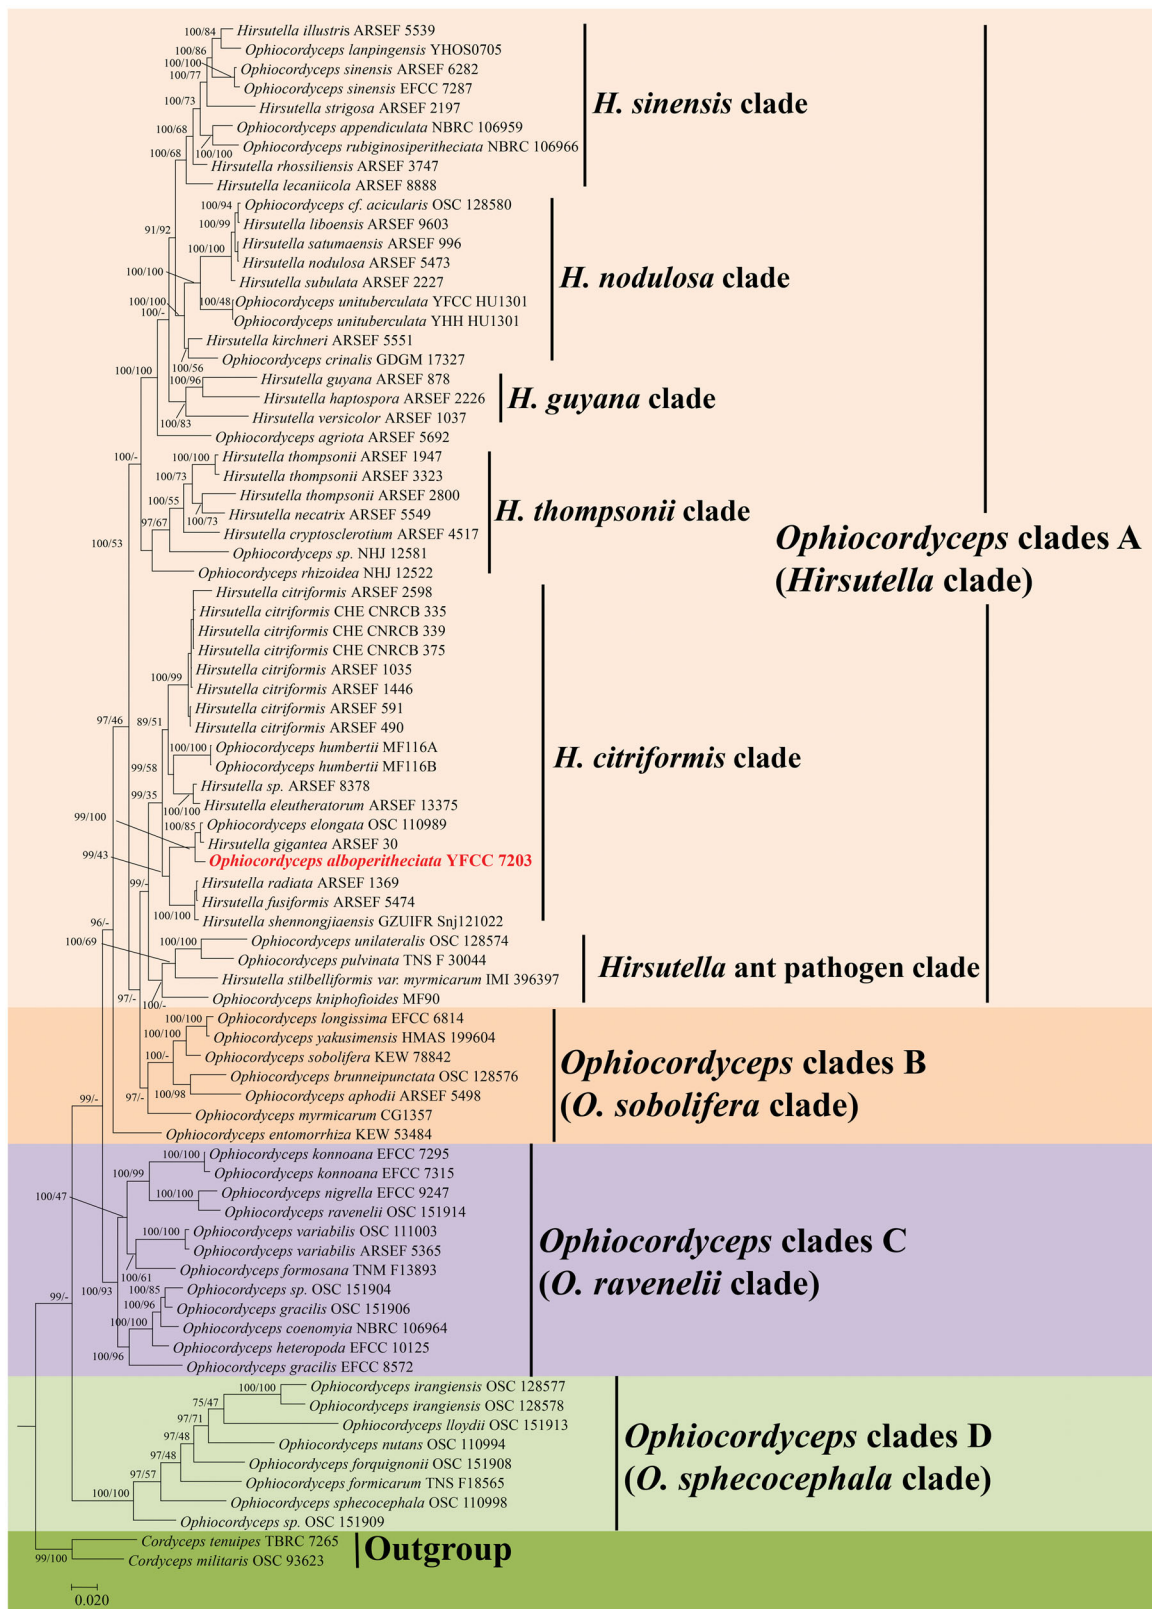 Hirsutella illustris ARSEF 5539
Ophiocordyceps lanpingensis YHOS0705
Ophiocordyceps sinensis ARSEF 6282
Ophiocordyceps sinensis EFCC 7287
Hirsutella strigosa ARSEF 2197
Ophiocordyceps appendiculata NBRC 106959
Ophiocordyceps rubiginosiperitheciata NBRC 106966
Hirsutella rhossiliensis ARSEF 3747
Hirsutella lecaniicola ARSEF 8888
100/84
100/86
100/100
100/77
100/73
100/68
100/100
100/68
H. sinensis clade
Ophiocordyceps cf. acicularis OSC 128580
Hirsutella liboensis ARSEF 9603
Hirsutella satumaensis ARSEF 996
Hirsutella nodulosa ARSEF 5473
Hirsutella subulata ARSEF 2227
Ophiocordyceps unituberculata YFCC HU1301
Ophiocordyceps unituberculata YHH HU1301
Hirsutella kirchneri ARSEF 5551
Ophiocordyceps crinalis GDGM 17327
100/94
100/99
91/92
100/100
100/100
100/100
100/48
100/-
100/56
H. nodulosa clade
Hirsutella guyana ARSEF 878
Hirsutella haptospora ARSEF 2226
Hirsutella versicolor ARSEF 1037
100/100
100/96
100/83
H. guyana clade
Ophiocordyceps agriota ARSEF 5692
Hirsutella thompsonii ARSEF 1947
Hirsutella thompsonii ARSEF 3323
Hirsutella thompsonii ARSEF 2800
Hirsutella necatrix ARSEF 5549
Hirsutella cryptosclerotium ARSEF 4517
Ophiocordyceps sp. NHJ 12581
Ophiocordyceps rhizoidea NHJ 12522
100/-
100/100
100/73
100/55
97/67
100/73
100/53
H. thompsonii clade
Ophiocordyceps clades A
(Hirsutella clade)
Hirsutella citriformis ARSEF 2598
Hirsutella citriformis CHE CNRCB 335
Hirsutella citriformis CHE CNRCB 339
Hirsutella citriformis CHE CNRCB 375
Hirsutella citriformis ARSEF 1035
Hirsutella citriformis ARSEF 1446
Hirsutella citriformis ARSEF 591
Hirsutella citriformis ARSEF 490
Ophiocordyceps humbertii MF116A
Ophiocordyceps humbertii MF116B
Hirsutella sp. ARSEF 8378
Hirsutella eleutheratorum ARSEF 13375
Ophiocordyceps elongata OSC 110989
Hirsutella gigantea ARSEF 30
Ophiocordyceps alboperitheciata YFCC 7203
Hirsutella radiata ARSEF 1369
Hirsutella fusiformis ARSEF 5474
Hirsutella shennongjiaensis GZUIFR Snj121022
100/99
97/46
89/51
100/100
99/58
99/35
100/100
99/100
100/85
99/43
99/-
100/100
H. citriformis clade
Ophiocordyceps unilateralis OSC 128574
Ophiocordyceps pulvinata TNS F 30044
Hirsutella stilbelliformis var. myrmicarum IMI 396397
Ophiocordyceps kniphofioides MF90
96/-
100/69
100/100
97/-
100/-
Hirsutella ant pathogen clade
Ophiocordyceps longissima EFCC 6814
Ophiocordyceps yakusimensis HMAS 199604
Ophiocordyceps sobolifera KEW 78842
Ophiocordyceps brunneipunctata OSC 128576
Ophiocordyceps aphodii ARSEF 5498
Ophiocordyceps myrmicarum CG1357
Ophiocordyceps entomorrhiza KEW 53484
100/100
100/100
100/-
100/98
99/-
97/-
Ophiocordyceps clades B
(O. sobolifera clade)
Ophiocordyceps konnoana EFCC 7295
Ophiocordyceps konnoana EFCC 7315
Ophiocordyceps nigrella EFCC 9247
Ophiocordyceps ravenelii OSC 151914
Ophiocordyceps variabilis OSC 111003
Ophiocordyceps variabilis ARSEF 5365
Ophiocordyceps formosana TNM F13893
Ophiocordyceps sp. OSC 151904
Ophiocordyceps gracilis OSC 151906
Ophiocordyceps coenomyia NBRC 106964
Ophiocordyceps heteropoda EFCC 10125
Ophiocordyceps gracilis EFCC 8572
100/100
100/99
100/47
100/100
100/100
100/61
100/93
100/85
99/-
100/96
100/100
100/96
Ophiocordyceps clades C
(O. ravenelii clade)
Ophiocordyceps irangiensis OSC 128577
Ophiocordyceps irangiensis OSC 128578
Ophiocordyceps lloydii OSC 151913
Ophiocordyceps nutans OSC 110994
Ophiocordyceps forquignonii OSC 151908
Ophiocordyceps formicarum TNS F18565
Ophiocordyceps sphecocephala OSC 110998
Ophiocordyceps sp. OSC 151909
100/100
75/47
97/71
97/48
97/48
97/57
100/100
Ophiocordyceps clades D
(O. sphecocephala clade)
Cordyceps tenuipes TBRC 7265
Cordyceps militaris OSC 93623
99/100
Outgroup
0.020